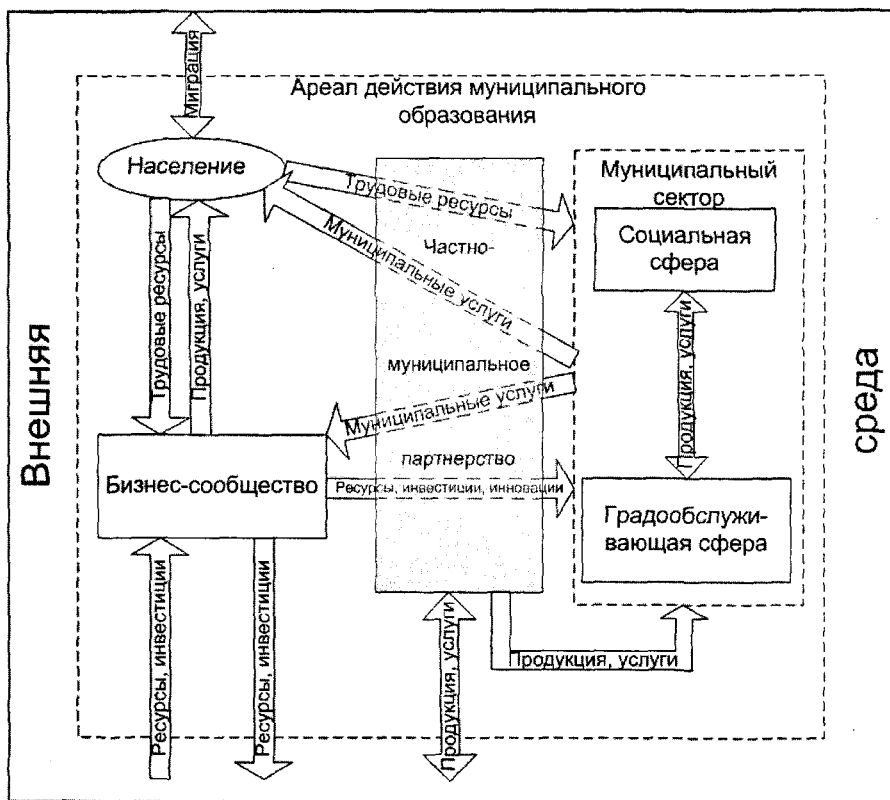 Миграция
Ареал действия муниципального
образования
Население
Муниципальный
сектор
Трудовые ресурсы
Социальная
сфера
Муниципальные услуги
Частно-
Трудовые ресурсы
Продукция, услуги
Внешняя
среда
муниципальное
Продукция, услуги
Муниципальные услуги
партнерство
Бизнес-сообщество
Ресурсы, инвестиции, инновации
Градообслужи-
вающая сфера
Ресурсы, инвестиции
Ресурсы, инвестиции
Продукция, услуги
Продукция, услуги